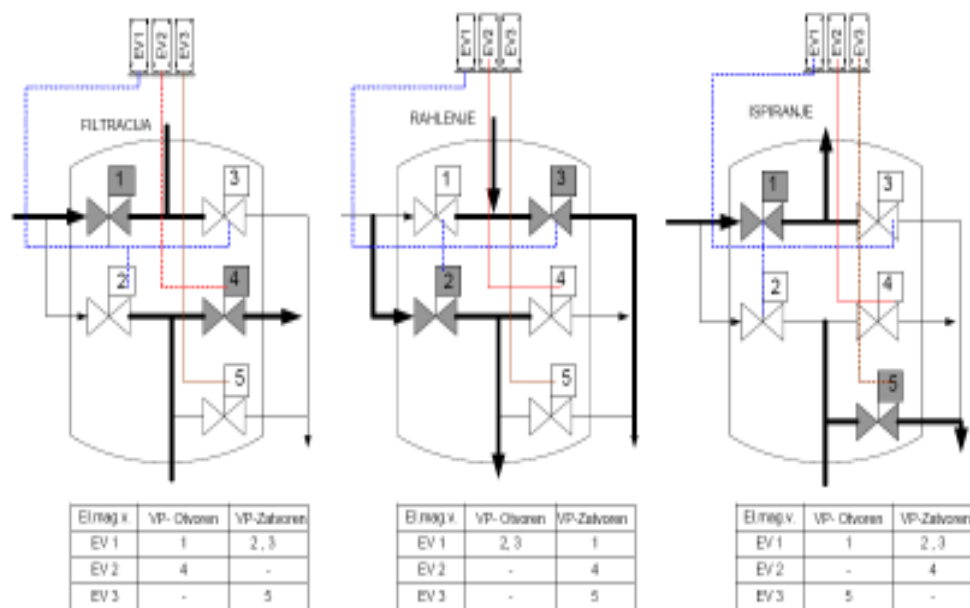 EV1 EV2 EV3
FILTRACIJA
1 3
2 4
5
El.mag.v. VP- Otvoren VP-Zatvoren
EV 1 1 2 , 3
EV 2 4 -
EV 3 - 5
EV1 EV2 EV3
RAHLENJE
1 3
2 4
5
El.mag.v. VP- Otvoren VP-Zatvoren
EV 1 2, 3 1
EV 2 - 4
EV 3 - 5
EV1 EV2 EV3
ISPIRANJE
1 3
2 4
5
El.mag.v. VP- Otvoren VP-Zatvoren
EV 1 1 2 , 3
EV 2 - 4
EV 3 5 -